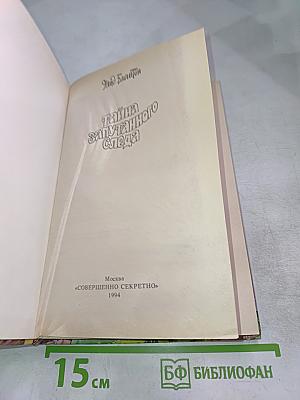 Энид Блайтон
ТАЙНА
ЗАПУТАННОГО
СЛЕДА
Москва
«СОВЕРШЕННО СЕКРЕТНО»
1994
15 см
БФ БИБЛИОФАН